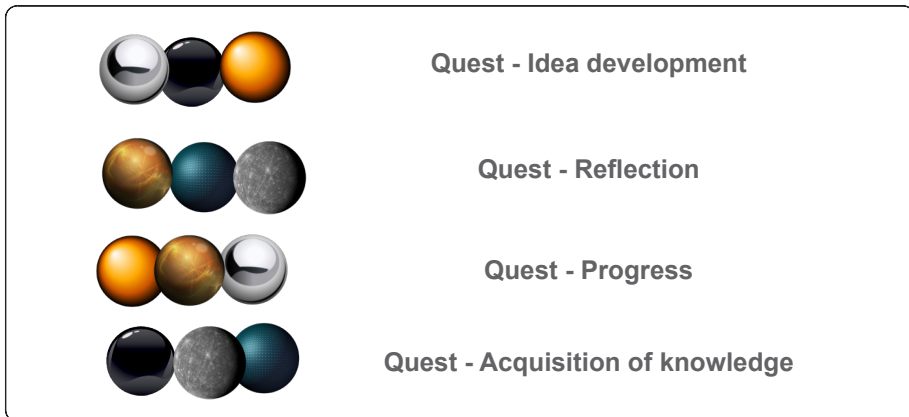 Quest - Idea development
Quest - Reflection
Quest - Progress
Quest - Acquisition of knowledge